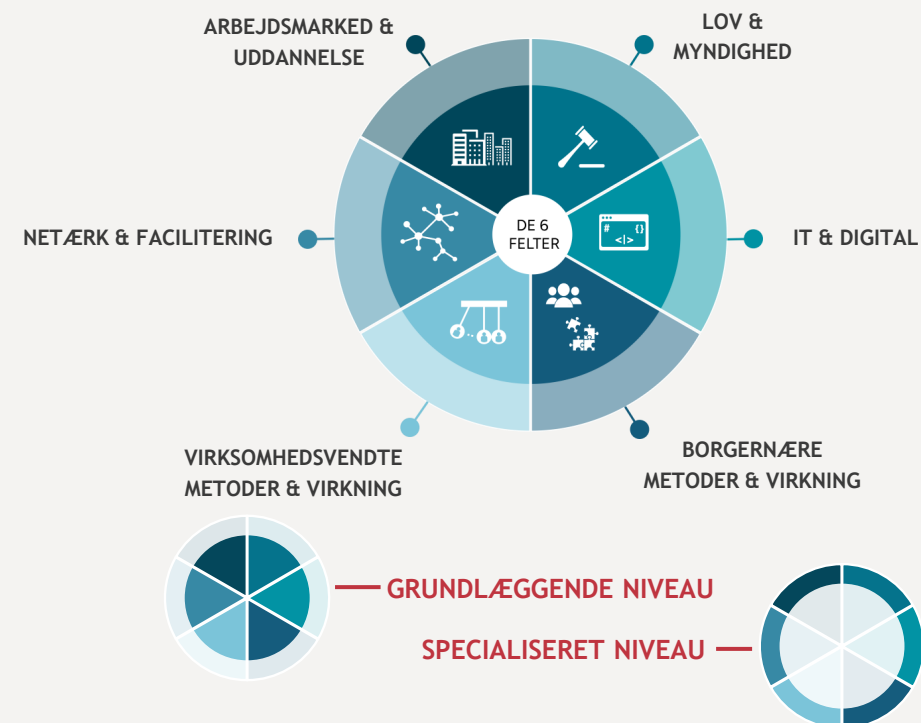 ARBEJDSMARKED &
UDDANNELSE
LOV &
MYNDIGHED
NETÆRK & FACILITERING
DE 6
FELTER
# {}
<|>
IT & DIGITAL
VIRKSOMHEDSVENDTE
METODER & VIRKNING
BORGERNÆRE
METODER & VIRKNING
GRUNDLÆGGENDE NIVEAU
SPECIALISERET NIVEAU